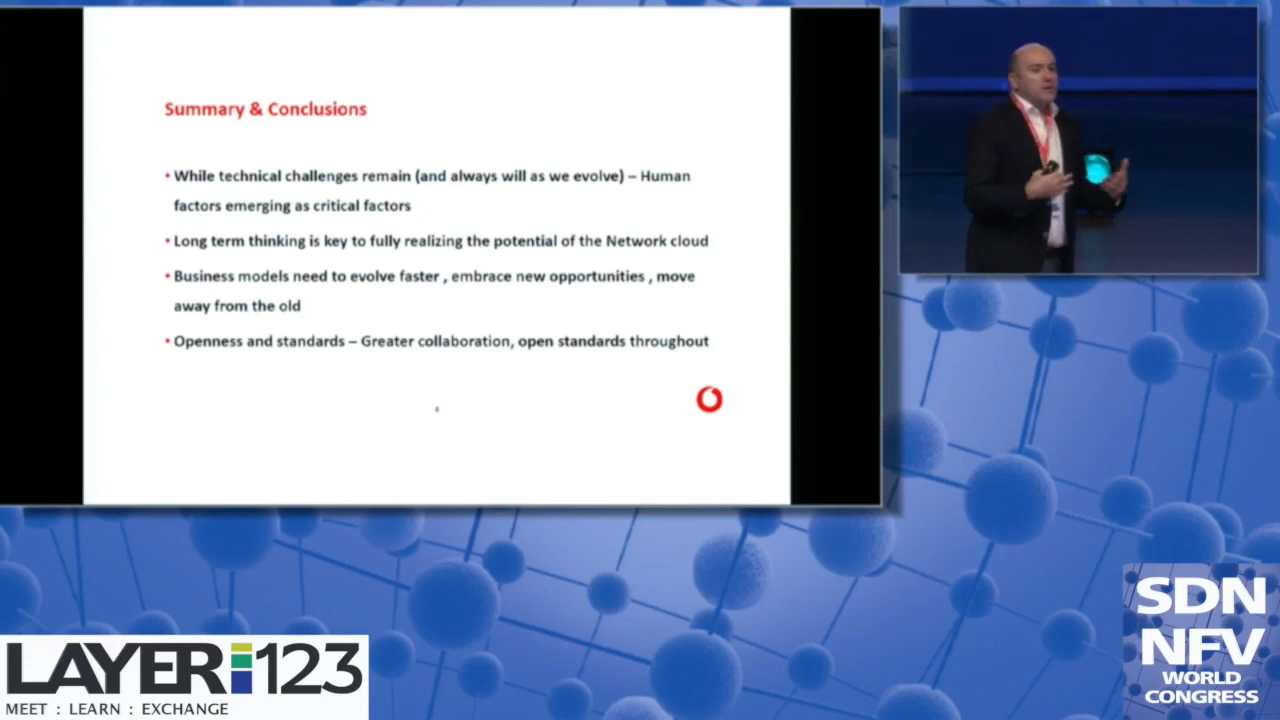 Summary & Conclusions
• While technical challenges remain (and always will as we evolve) – Human
factors emerging as critical factors
• Long term thinking is key to fully realizing the potential of the Network cloud
• Business models need to evolve faster , embrace new opportunities , move
away from the old
• Openness and standards – Greater collaboration, open standards throughout
LAYER123
MEET : LEARN : EXCHANGE
SDN
NFV
WORLD
CONGRESS